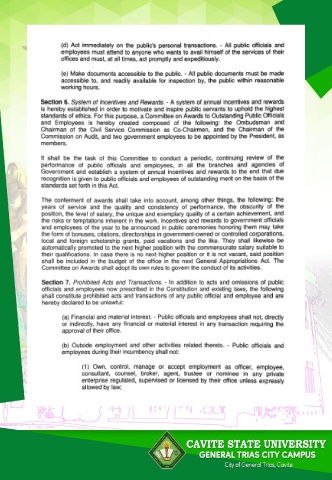 (d) Act immediately on the public's personal transactions. - All public officials and
employees must attend to anyone who wants to avail himself of the services of their
offices and must, at all times, act promptly and expeditiously.
(e) Make documents accessible to the public. - All public documents must be made
accessible to, and readily available for inspection by, the public within reasonable
working hours.
Section 6. System of Incentives and Rewards. - A system of annual incentives and rewards
is hereby established in order to motivate and inspire public servants to uphold the highest
standards of ethics. For this purpose, a Committee on Awards to Outstanding Public Officials
and Employees is hereby created composed of the following: the Ombudsman and
Chairman of the Civil Service Commission as Co-Chairmen, and the Chairman of the
Commission on Audit, and two government employees to be appointed by the President, as
members.
It shall be the task of this Committee to conduct a periodic, continuing review of the
performance of public officials and employees, in all the branches and agencies of
Government and establish a system of annual incentives and rewards to the end that due
recognition is given to public officials and employees of outstanding merit on the basis of the
standards set forth in this Act.
The conferment of awards shall take into account, among other things, the following: the
years of service and the quality and consistency of performance, the obscurity of the
position, the level of salary, the unique and exemplary quality of a certain achievement, and
the risks or temptations inherent in the work. Incentives and rewards to government officials
and employees of the year to be announced in public ceremonies honoring them may take
the form of bonuses, citations, directorships in government-owned or controlled corporations,
local and foreign scholarship grants, paid vacations and the like. They shall likewise be
automatically promoted to the next higher position with the commensurate salary suitable to
their qualifications. In case there is no next higher position or it is not vacant, said position
shall be included in the budget of the office in the next General Appropriations Act. The
Committee on Awards shall adopt its own rules to govern the conduct of its activities.
Section 7. Prohibited Acts and Transactions. - In addition to acts and omissions of public
officials and employees now prescribed in the Constitution and existing laws, the following
shall constitute prohibited acts and transactions of any public official and employee and are
hereby declared to be unlawful:
(a) Financial and material interest. - Public officials and employees shall not, directly
or indirectly, have any financial or material interest in any transaction requiring the
approval of their office.
(b) Outside employment and other activities related thereto. - Public officials and
employees during their incumbency shall not:
(1) Own, control, manage or accept employment as officer, employee,
consultant, counsel, broker, agent, trustee or nominee in any private
enterprise regulated, supervised or licensed by their office unless expressly
allowed by law;
CAVITE STATE UNIVERSITY
GENERAL TRIAS CITY CAMPUS
City of General Trias, Cavite